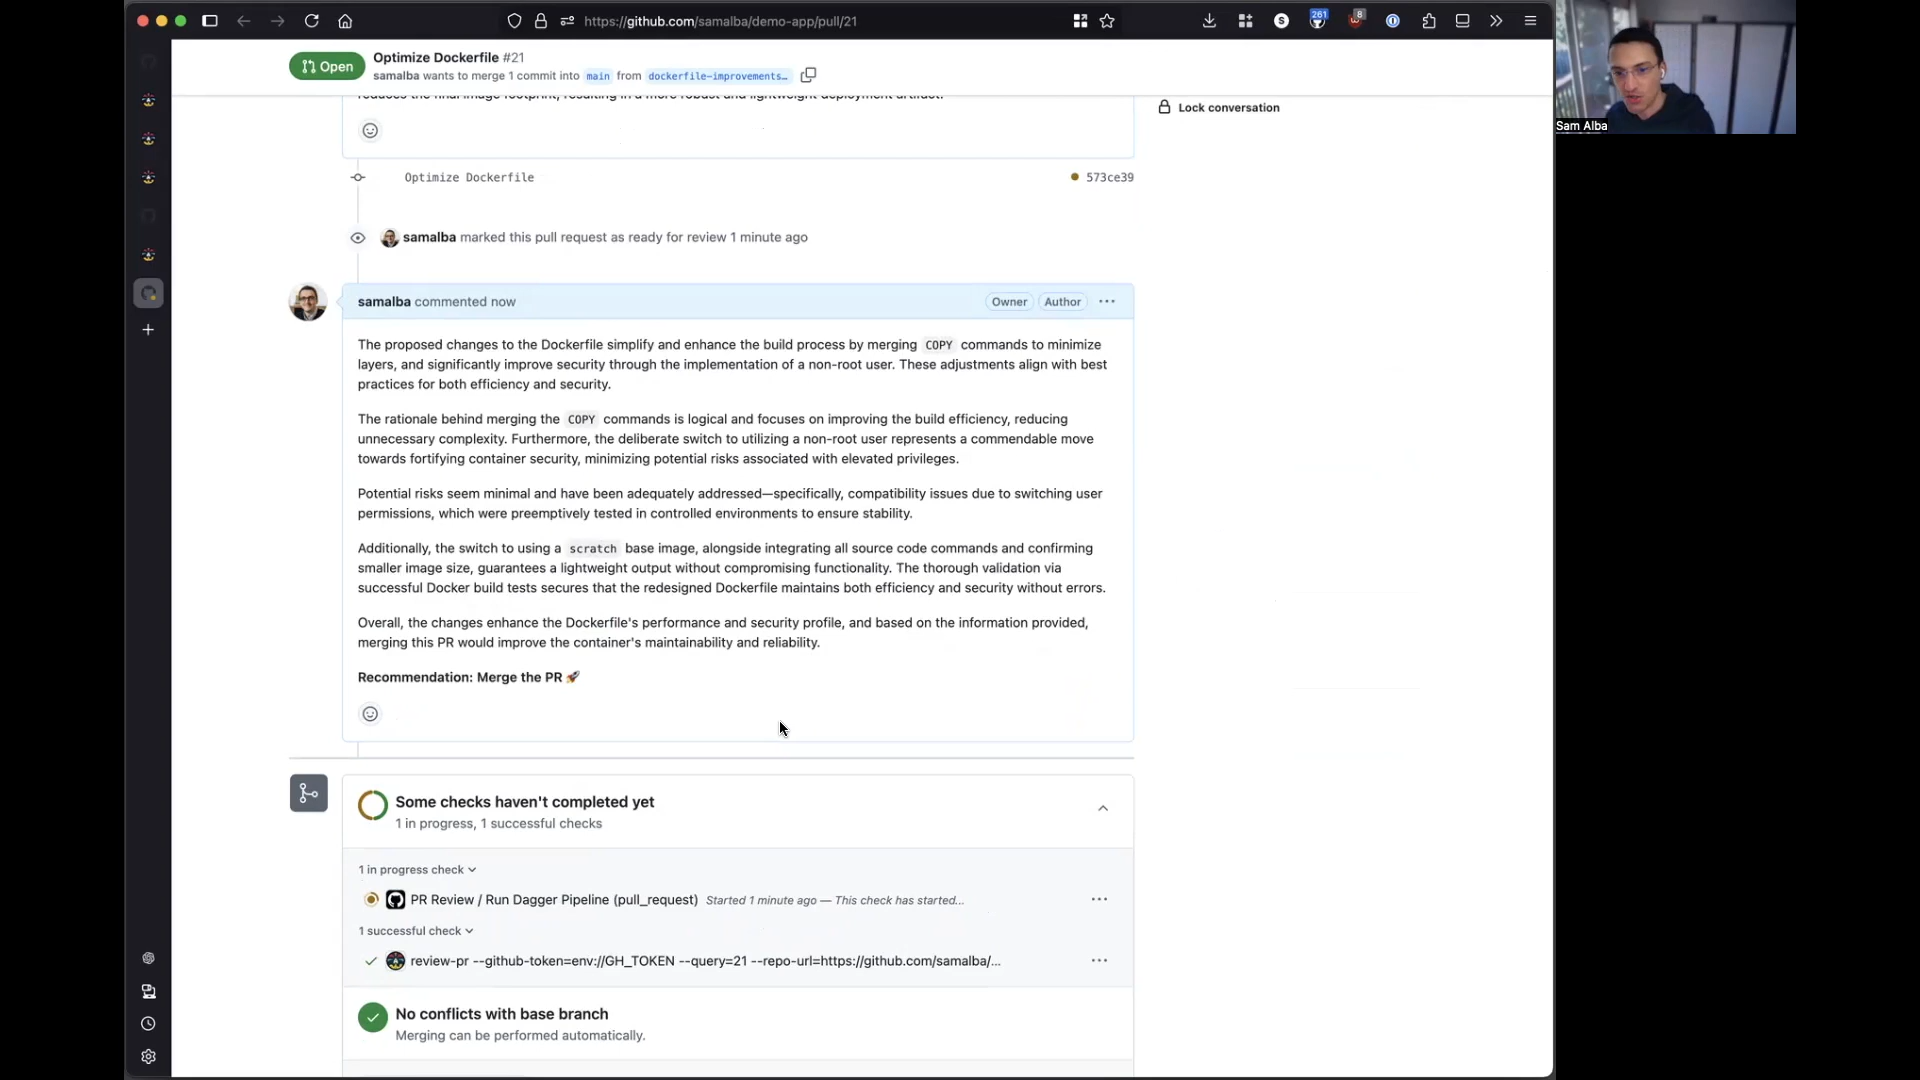 https://github.com/samalba/demo-app/pull/21
S
261
8
Open
Optimize Dockerfile #21
samalba wants to merge 1 commit into main from dockerfile-improvements…
reduces the final image footprint, resulting in a more robust and lightweight deployment artifact.
Lock conversation
Optimize Dockerfile
573ce39
samalba marked this pull request as ready for review 1 minute ago
samalba commented now
Owner
Author
The proposed changes to the Dockerfile simplify and enhance the build process by merging COPY commands to minimize
layers, and significantly improve security through the implementation of a non-root user. These adjustments align with best
practices for both efficiency and security.
The rationale behind merging the COPY commands is logical and focuses on improving the build efficiency, reducing
unnecessary complexity. Furthermore, the deliberate switch to utilizing a non-root user represents a commendable move
towards fortifying container security, minimizing potential risks associated with elevated privileges.
Potential risks seem minimal and have been adequately addressed—specifically, compatibility issues due to switching user
permissions, which were preemptively tested in controlled environments to ensure stability.
Additionally, the switch to using a scratch base image, alongside integrating all source code commands and confirming
smaller image size, guarantees a lightweight output without compromising functionality. The thorough validation via
successful Docker build tests secures that the redesigned Dockerfile maintains both efficiency and security without errors.
Overall, the changes enhance the Dockerfile's performance and security profile, and based on the information provided,
merging this PR would improve the container's maintainability and reliability.
Recommendation: Merge the PR 🚀
Some checks haven't completed yet
1 in progress, 1 successful checks
1 in progress check
PR Review / Run Dagger Pipeline (pull_request) Started 1 minute ago — This check has started…
1 successful check
review-pr --github-token=env://GH_TOKEN --query=21 --repo-url=https://github.com/samalba/…
No conflicts with base branch
Merging can be performed automatically.
Sam Alba